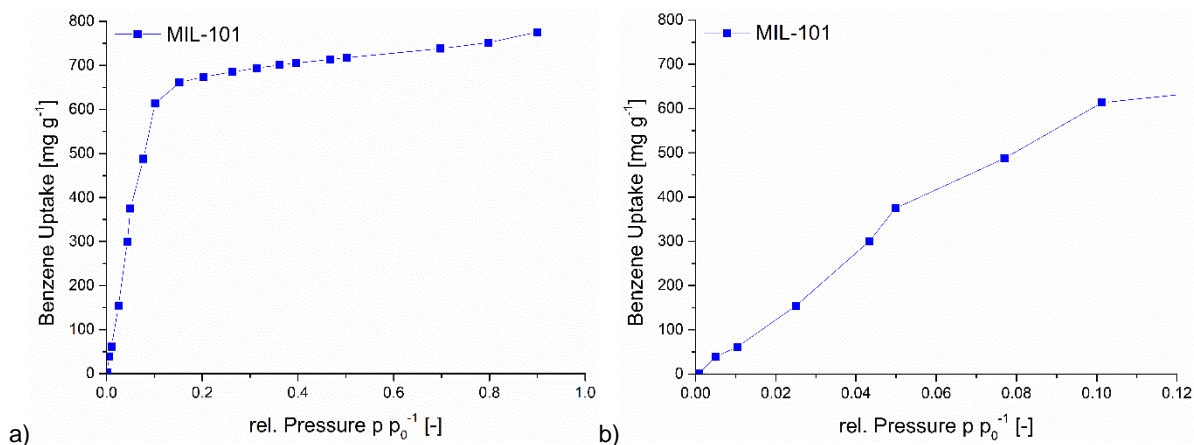 800
MIL-101
700
600
500
400
300
200
100
0
Benzene Uptake [mg g⁻¹]
0.0 0.2 0.4 0.6 0.8 1.0
rel. Pressure p p₀⁻¹ [-]
a)
800
MIL-101
700
600
500
400
300
200
100
0
Benzene Uptake [mg g⁻¹]
0.00 0.02 0.04 0.06 0.08 0.10 0.12
rel. Pressure p p₀⁻¹ [-]
b)